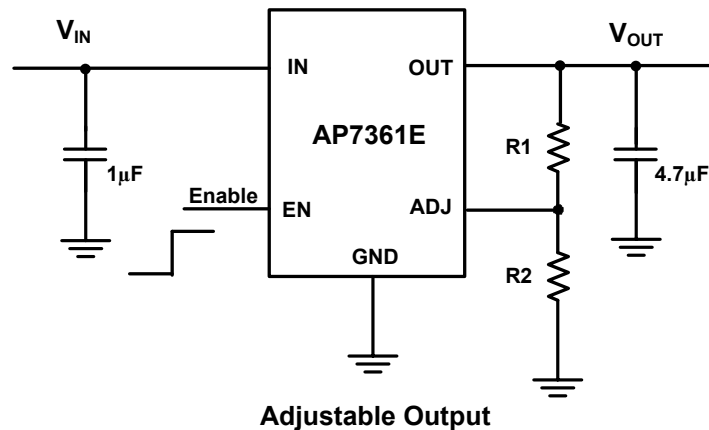 VIN
VOUT
IN
OUT
AP7361E
R1
1μF
4.7μF
Enable
EN
ADJ
GND
R2
Adjustable Output